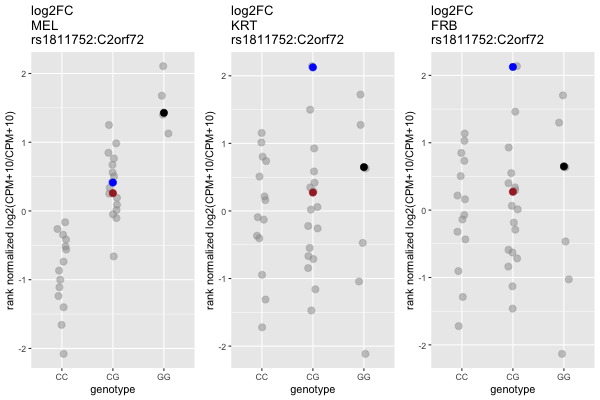 log2FC
MEL
rs1811752:C2orf72
rank normalized log2(CPM+10/CPM+10)
2
1
0
-1
-2
CC
CG
GG
genotype
log2FC
KRT
rs1811752:C2orf72
rank normalized log2(CPM+10/CPM+10)
2
1
0
-1
-2
CC
CG
GG
genotype
log2FC
FRB
rs1811752:C2orf72
rank normalized log2(CPM+10/CPM+10)
2
1
0
-1
-2
CC
CG
GG
genotype